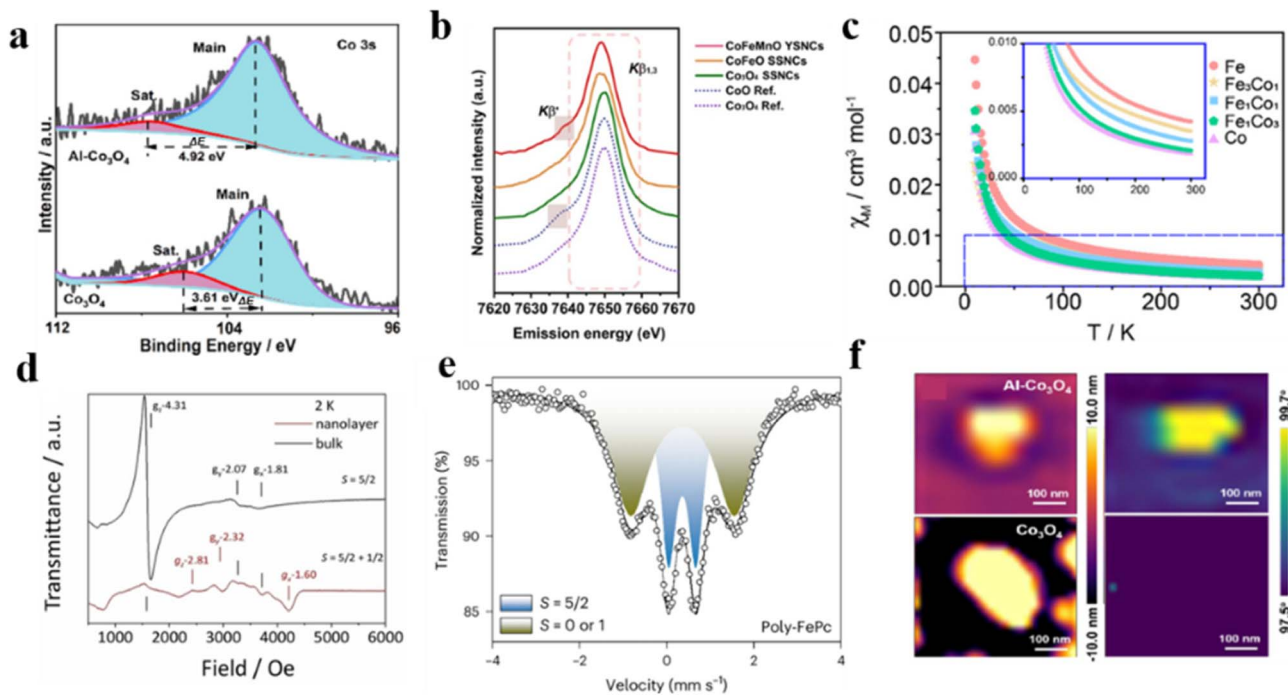 a
Co 3s
Main
Sat.
ΔE
4.92 eV
Al-Co₃O₄
Main
Sat.
3.61 eV ΔE
Co₃O₄
112 104 96
Binding Energy / eV
Intensity / a.u.
b
CoFeMnO YSNCs
CoFeO SSNCs
Co₃O₄ SSNCs
CoO Ref.
Co₃O₄ Ref.
Kβ₁,₃
Kβ'
7620 7630 7640 7650 7660 7670
Emission energy (eV)
Normalized intensity (a.u.)
c
0.05
0.04
0.03
0.02
0.01
0.00
0.010
0.005
0.000
0 100 200 300
Fe
Fe₃Co₁
Fe₁Co₁
Fe₁Co₃
Co
0 100 200 300
T / K
χM / cm³ mol⁻¹
d
2 K
nanolayer
bulk
g₂-4.31
gᵧ-2.07
gₓ-1.81
S = 5/2
S = 5/2 + 1/2
gᵧ-2.32
g₂-2.81
gₓ-1.60
1000 2000 3000 4000 5000 6000
Field / Oe
Transmittance / a.u.
e
100
95
90
85
S = 5/2
S = 0 or 1
Poly-FePc
−4 −2 0 2 4
Velocity (mm s⁻¹)
Transmission (%)
f
Al-Co₃O₄
100 nm
100 nm
Co₃O₄
100 nm
100 nm
10.0 nm
-10.0 nm
99.7°
97.5°